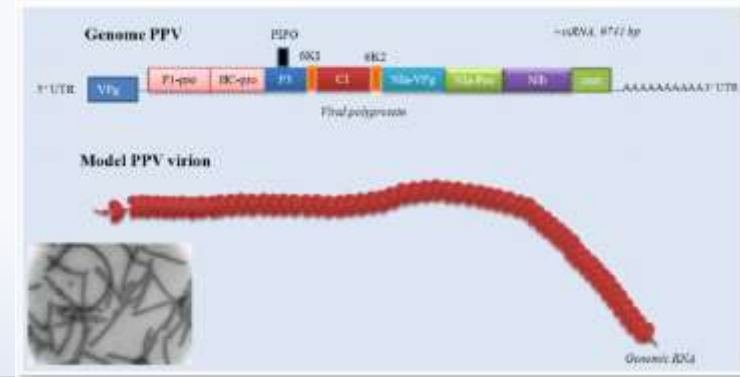 Genome PPV
PIPO
+ssRNA, 9741 bp
6K1
6K2
5' UTR
VPg
P1-pro
HC-pro
P3
CI
NIa-VPg
NIa-Pro
NIb
AAAAAAAAAA3' UTR
Viral polyprotein
Model PPV virion
Genomic RNA